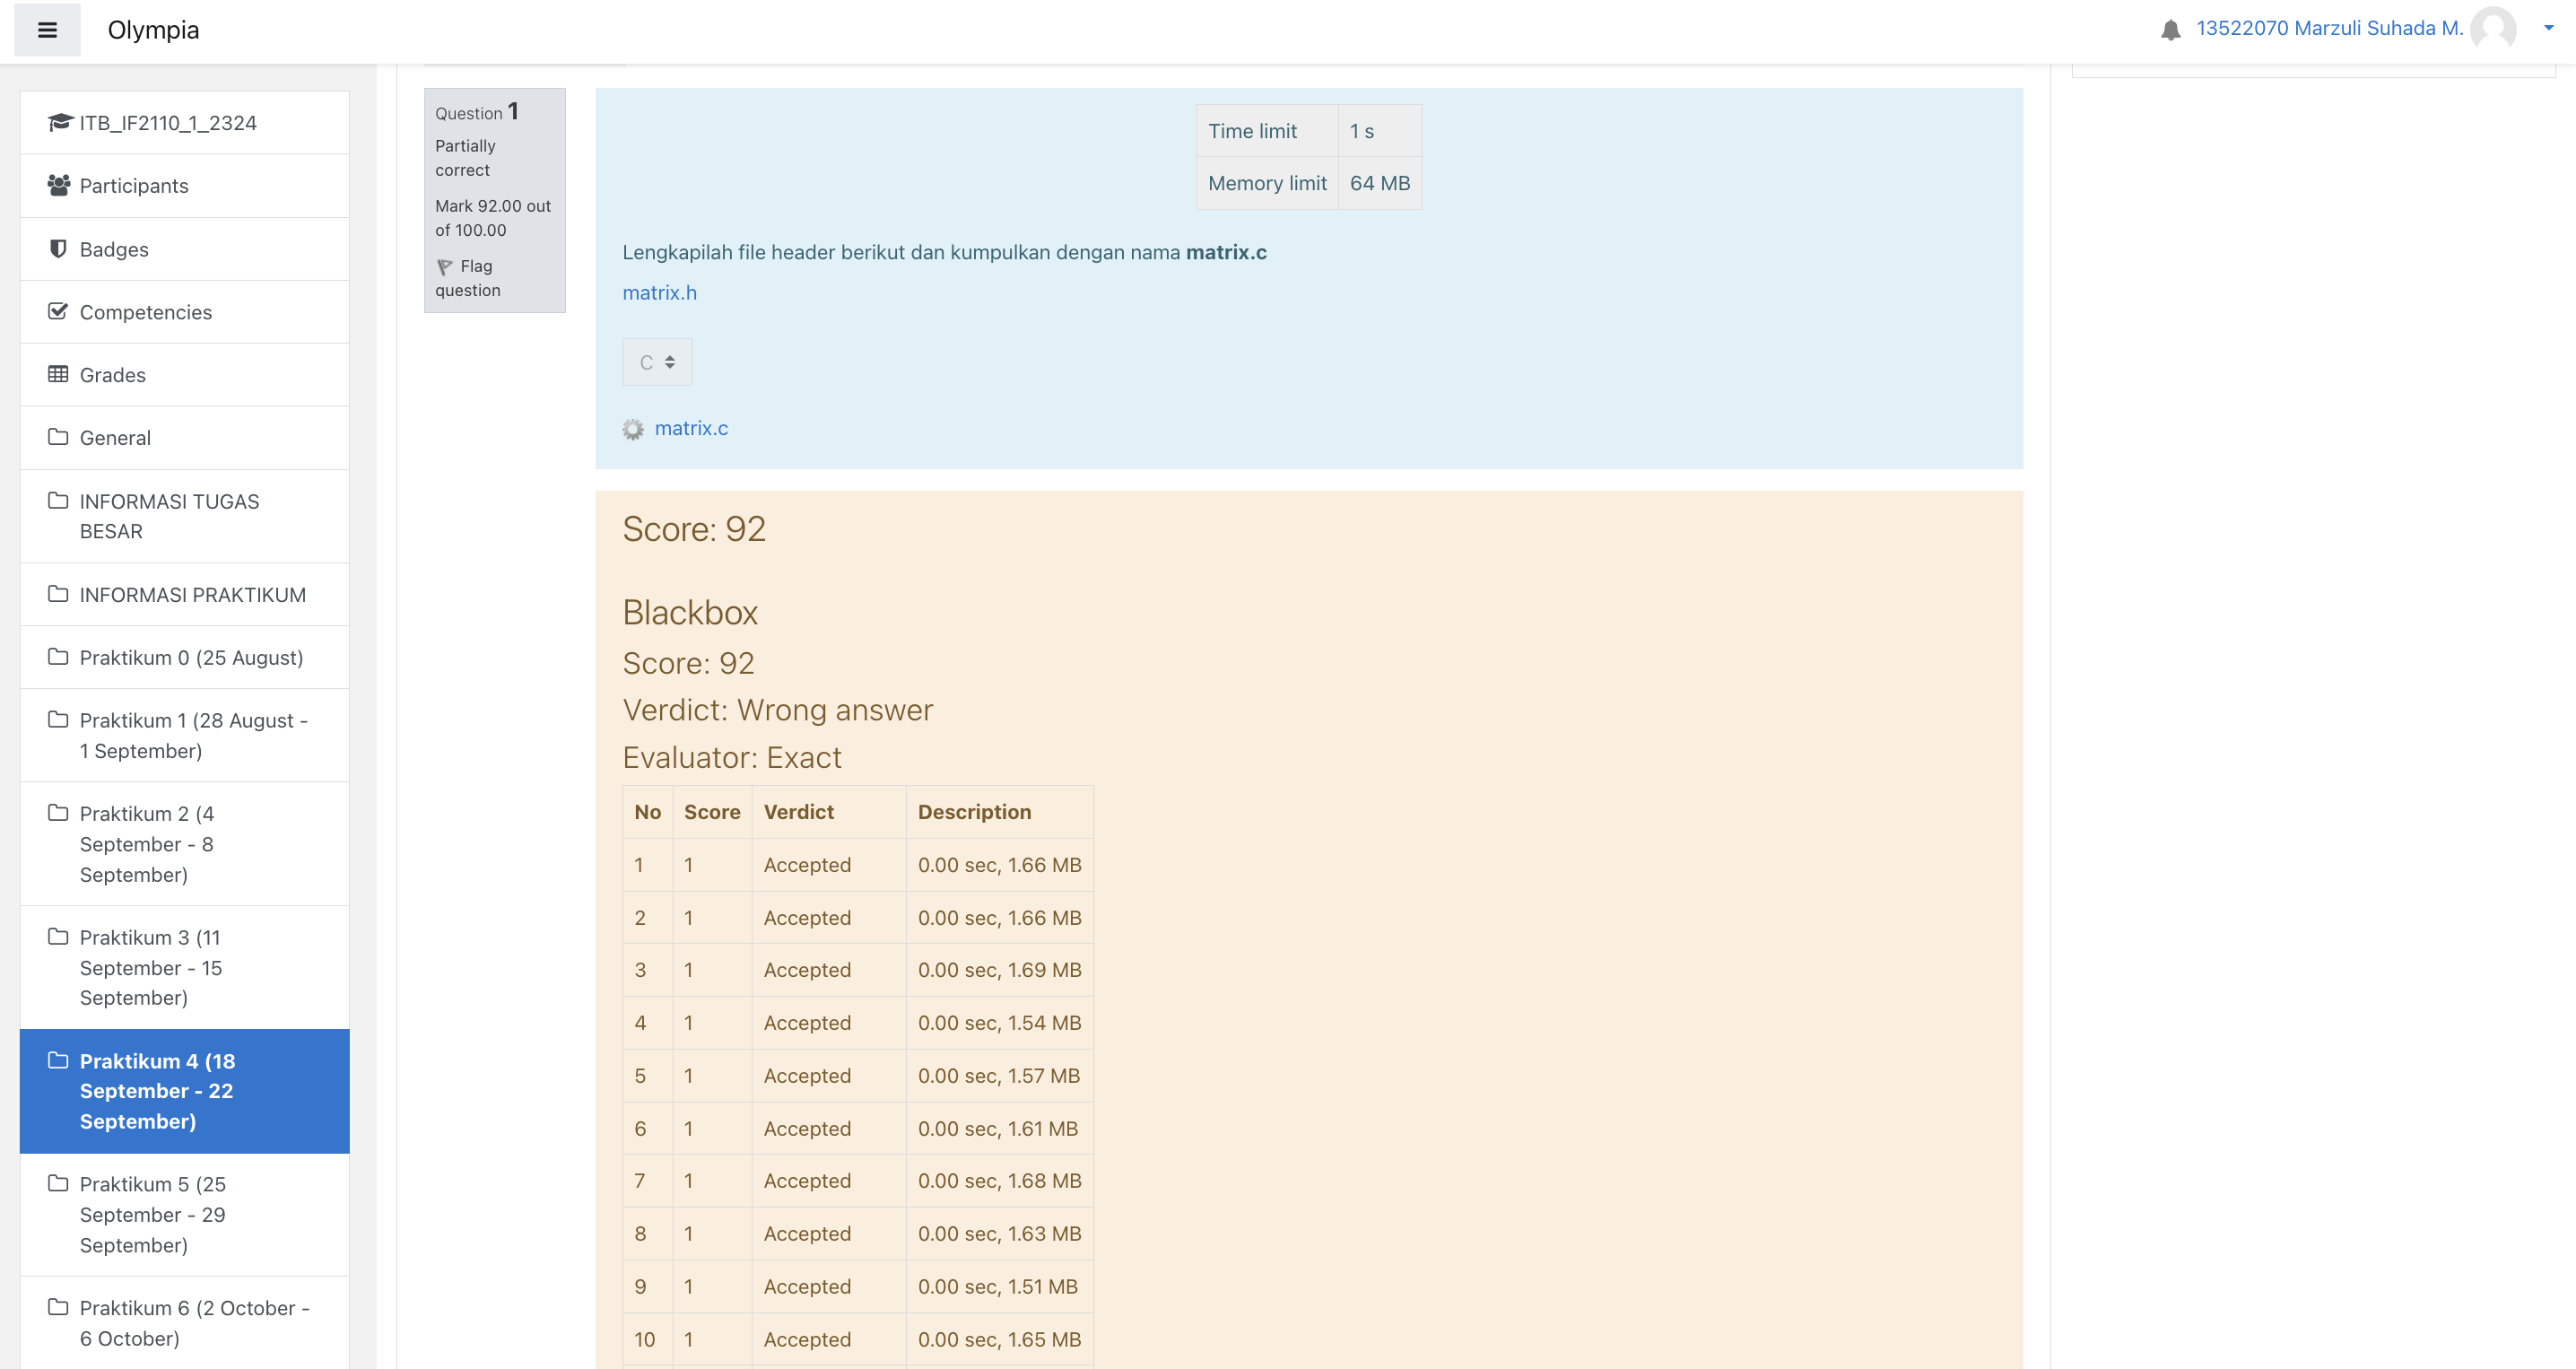 Olympia
13522070 Marzuli Suhada M.
ITB_IF2110_1_2324
Participants
Badges
Competencies
Grades
General
INFORMASI TUGAS
BESAR
INFORMASI PRAKTIKUM
Praktikum 0 (25 August)
Praktikum 1 (28 August -
1 September)
Praktikum 2 (4
September - 8
September)
Praktikum 3 (11
September - 15
September)
Praktikum 4 (18
September - 22
September)
Praktikum 5 (25
September - 29
September)
Praktikum 6 (2 October -
6 October)
Question 1
Partially
correct
Mark 92.00 out
of 100.00
Flag
question
Time limit 1 s
Memory limit 64 MB
Lengkapilah file header berikut dan kumpulkan dengan nama matrix.c
matrix.h
C
matrix.c
Score: 92
Blackbox
Score: 92
Verdict: Wrong answer
Evaluator: Exact
No Score Verdict Description
1 1 Accepted 0.00 sec, 1.66 MB
2 1 Accepted 0.00 sec, 1.66 MB
3 1 Accepted 0.00 sec, 1.69 MB
4 1 Accepted 0.00 sec, 1.54 MB
5 1 Accepted 0.00 sec, 1.57 MB
6 1 Accepted 0.00 sec, 1.61 MB
7 1 Accepted 0.00 sec, 1.68 MB
8 1 Accepted 0.00 sec, 1.63 MB
9 1 Accepted 0.00 sec, 1.51 MB
10 1 Accepted 0.00 sec, 1.65 MB